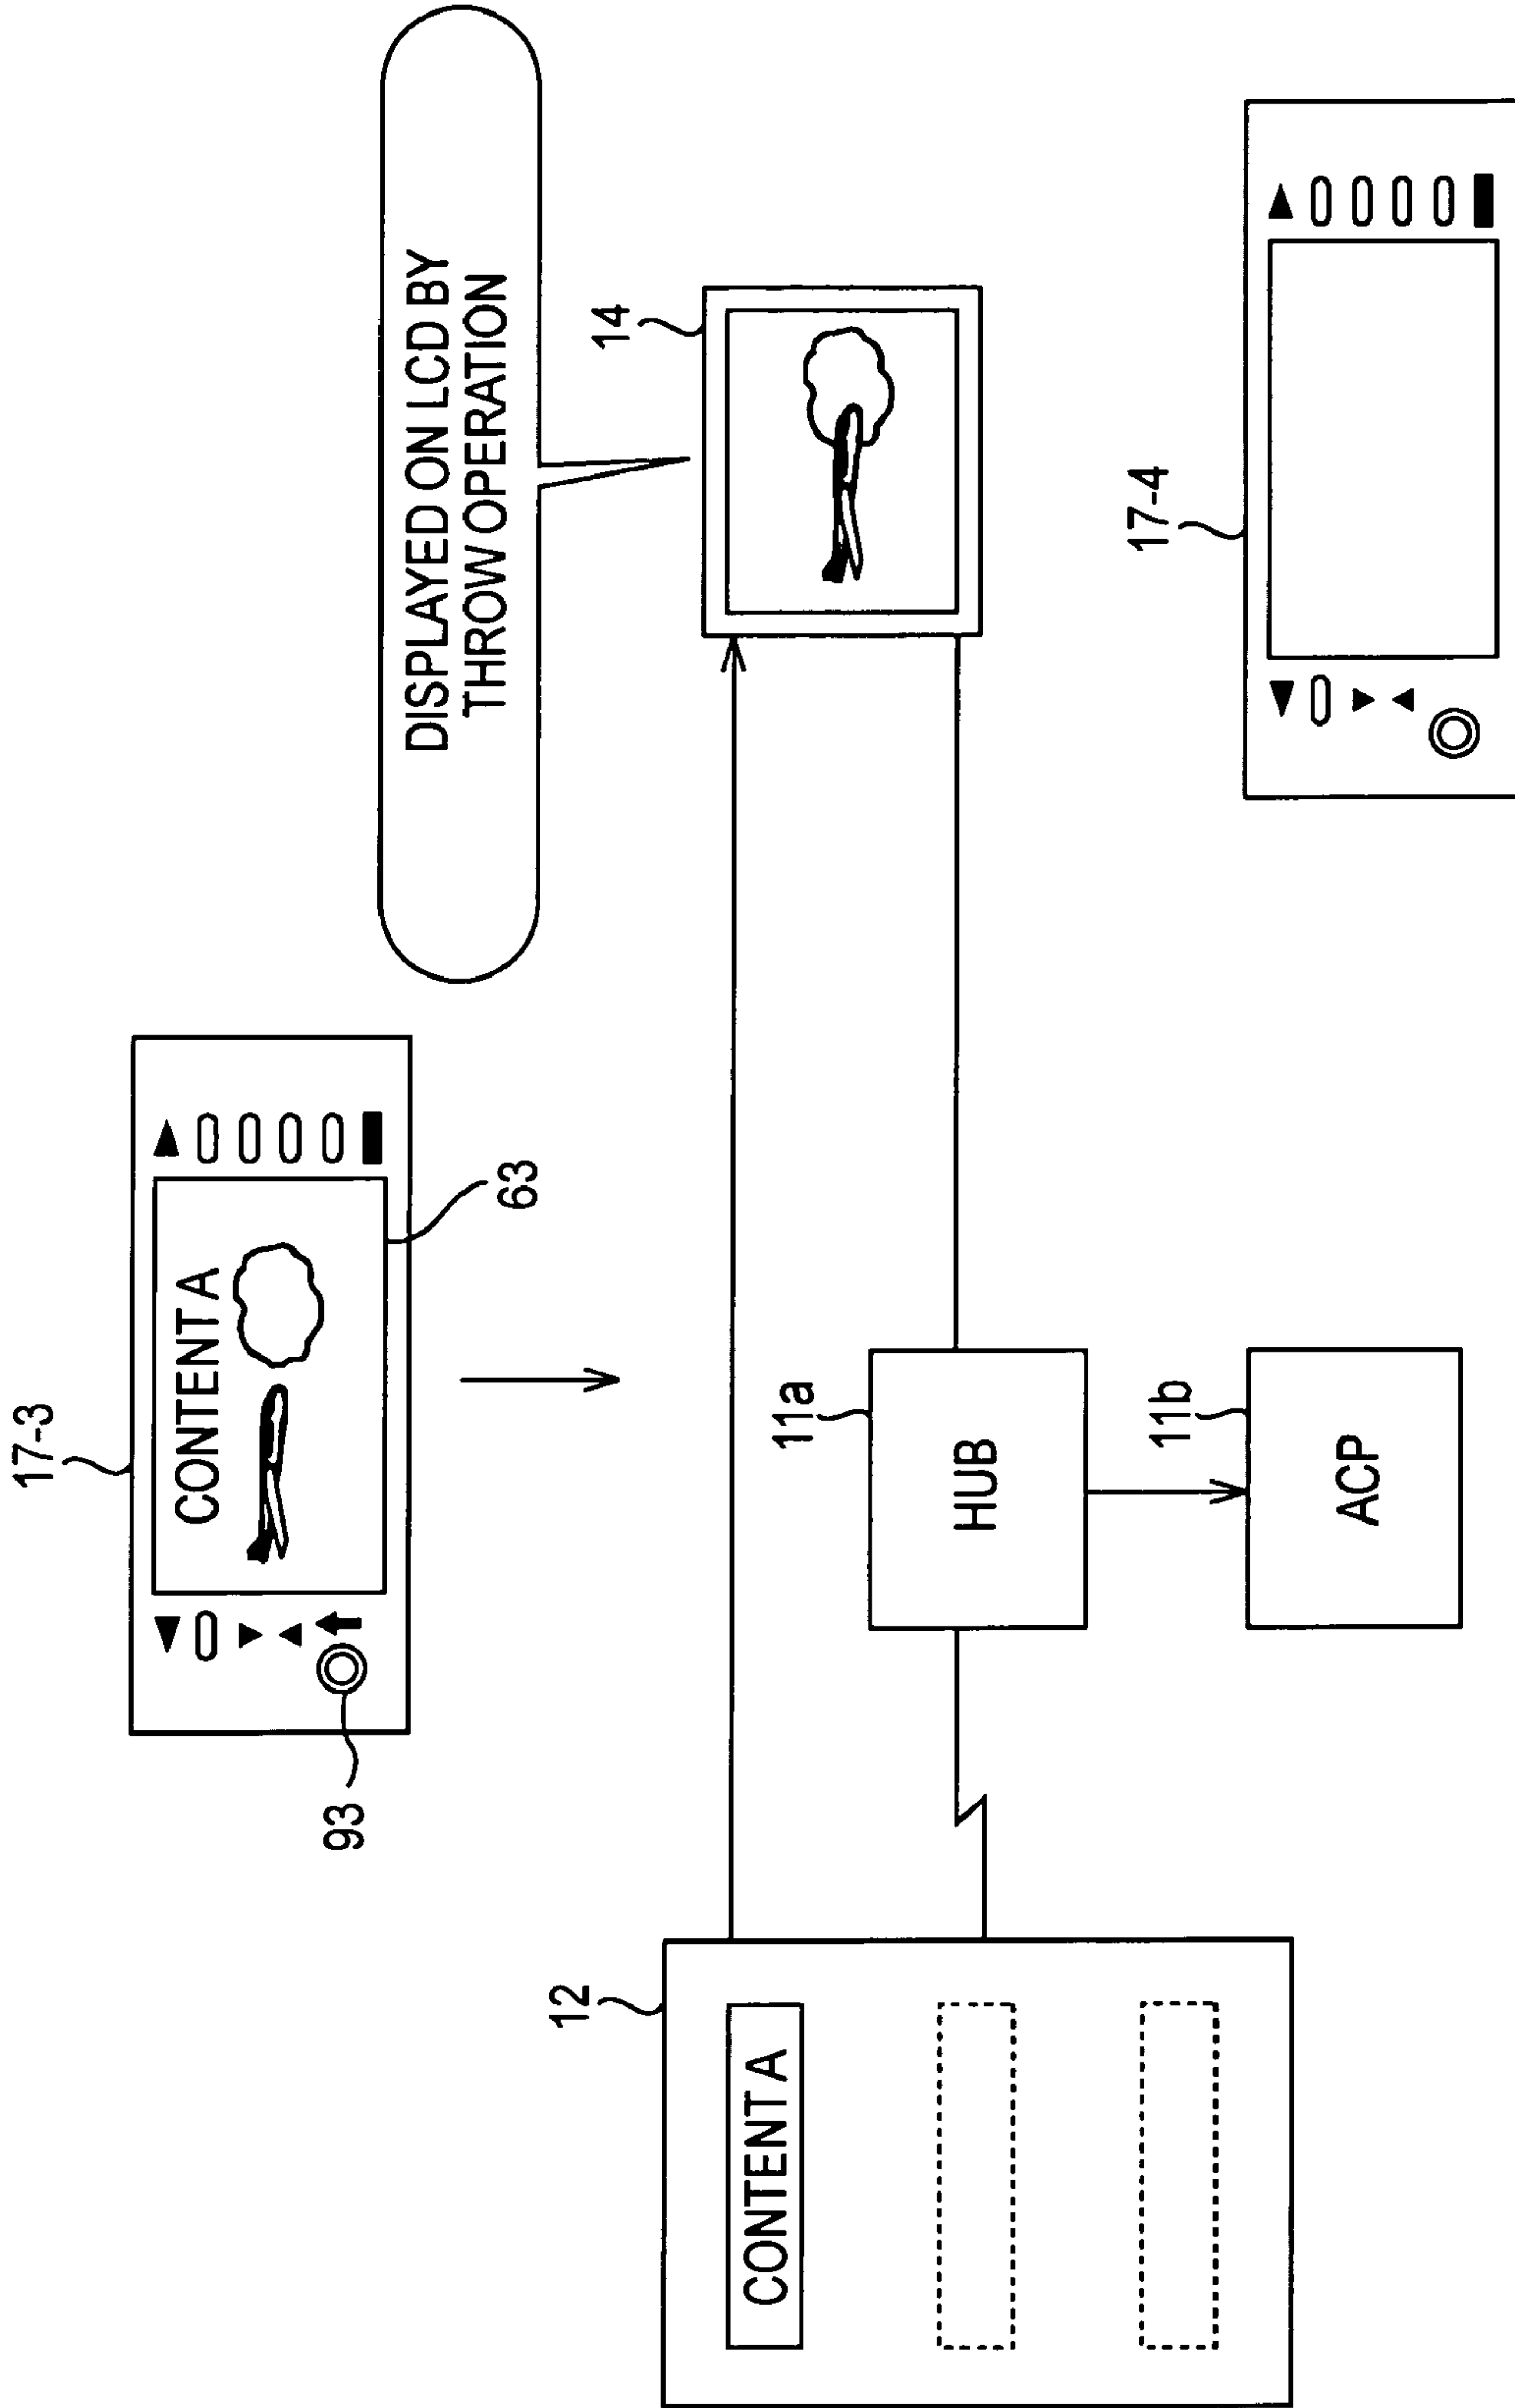 17-3
CONTENT A
63
93
DISPLAYED ON LCD BY
THROW OPERATION
14
12
CONTENT A
11a
HUB
11b
ACP
17-4